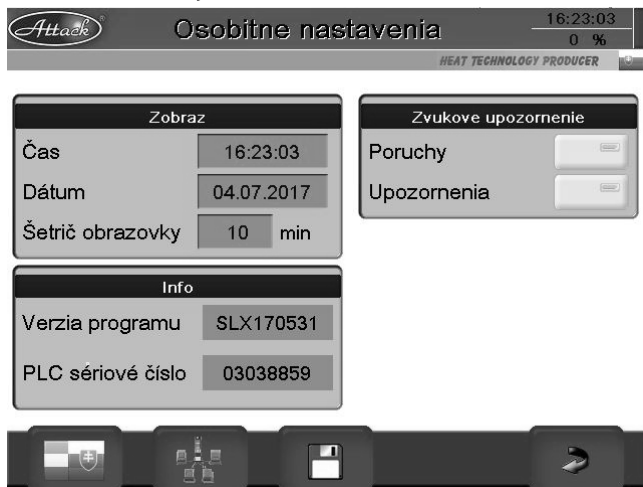 Attack®
Osobitne nastavenia
16:23:03
0 %
HEAT TECHNOLOGY PRODUCER
Zobraz
Čas 16:23:03
Dátum 04.07.2017
Šetrič obrazovky 10 min
Zvukove upozornenie
Poruchy
Upozornenia
Info
Verzia programu SLX170531
PLC sériové číslo 03038859